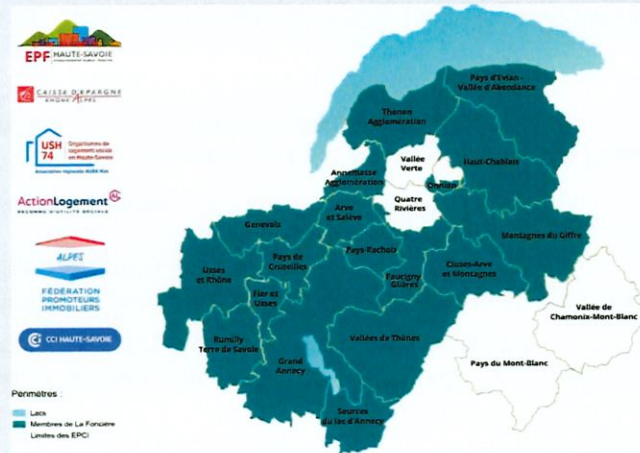 EPF HAUTE-SAVOIE
CAISSE D'EPARGNE
RHÔNE ALPES
USH
74
Organismes de
logement social
en Haute-Savoie
ActionLogement
ALPES
FÉDÉRATION
PROMOTEURS
IMMOBILIERS
CCI HAUTE-SAVOIE
Périmètres :
Lacs
Membres de La Foncière
Limites des EPCI
Pays d'Evian -
Vallée d'Abondance
Thonon
Agglomération
Vallée
Verte
Haut-Chablais
Annemasse
Agglomération
Onnion
Quatre
Rivières
Arve
et Salève
Genevois
Montagnes du Giffre
Pays Rochois
Pays de
Cruseilles
Cluses-Arve
et Montagnes
Usses
et Rhône
Faucigny
Glières
Fier et
Usses
Vallée de
Chamonix-Mont-Blanc
Rumilly
Terre de Savoie
Vallées de Thônes
Grand
Annecy
Pays du Mont-Blanc
Sources
du lac d'Annecy